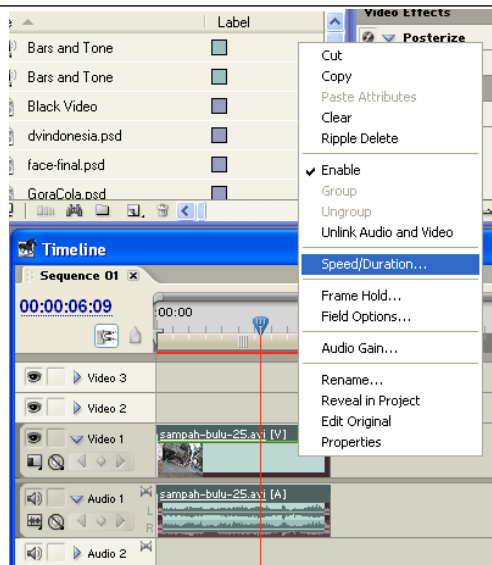 Label
Bars and Tone
Bars and Tone
Black Video
dvindonesia.psd
face-final.psd
GoraCola.psd
Video Effects
Posterize
Cut
Copy
Paste Attributes
Clear
Ripple Delete
Enable
Group
Ungroup
Unlink Audio and Video
Speed/Duration...
Frame Hold...
Field Options...
Audio Gain...
Rename...
Reveal in Project
Edit Original
Properties
Timeline
Sequence 01
00:00:06:09
:00:00
Video 3
Video 2
Video 1
sampah-bulu-25.avi [V]
Audio 1
sampah-bulu-25.avi [A]
L
R
Audio 2